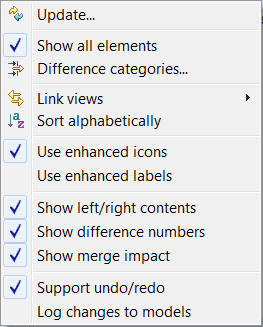 Update...
Show all elements
Difference categories...
Link views
Sort alphabetically
Use enhanced icons
Use enhanced labels
Show left/right contents
Show difference numbers
Show merge impact
Support undo/redo
Log changes to models